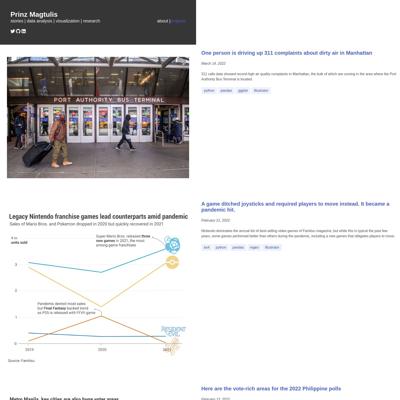 Prinz Magtulis
stories | data analysis | visualization | research
about | projects
One person is driving up 311 complaints about dirty air in Manhattan
March 14, 2022
311 calls data showed record-high air quality complaints in Manhattan, the bulk of which are coming in the area where the Port
Authority Bus Terminal is located.
python pandas ggplot illustrator
PORT AUTHORITY BUS TERMINAL
A game ditched joysticks and required players to move instead. It became a
pandemic hit.
February 21, 2022
Nintendo dominates the annual list of best-selling video games of Famitsu magazine, but while this is typical the past few
years, some games performed better than others during the pandemic, including a new games that obligates players to move.
bs4 python pandas regex illustrator
Legacy Nintendo franchise games lead counterparts amid pandemic
Sales of Mario Bros. and Pokemon dropped in 2020 but quickly recovered in 2021
units sold
Super Mario Bros. released three
new games in 2021, the most
among game franchises
3
2
Pandemic dented most sales
but Final Fantasy bucked trend
as PS5 is released with FFVII game
1
RESIDENT EVIL
0
2019
2020
2021
Source: Famitsu
Here are the vote-rich areas for the 2022 Philippine polls
February 12, 2022
Metro Manila, key cities are also huge voter areas